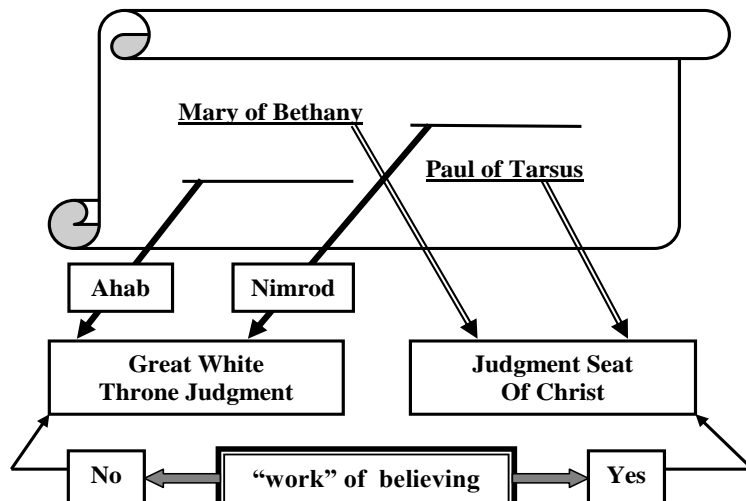 Mary of Bethany
Paul of Tarsus
Ahab
Nimrod
Great White
Throne Judgment
Judgment Seat
Of Christ
No
“work” of believing
Yes